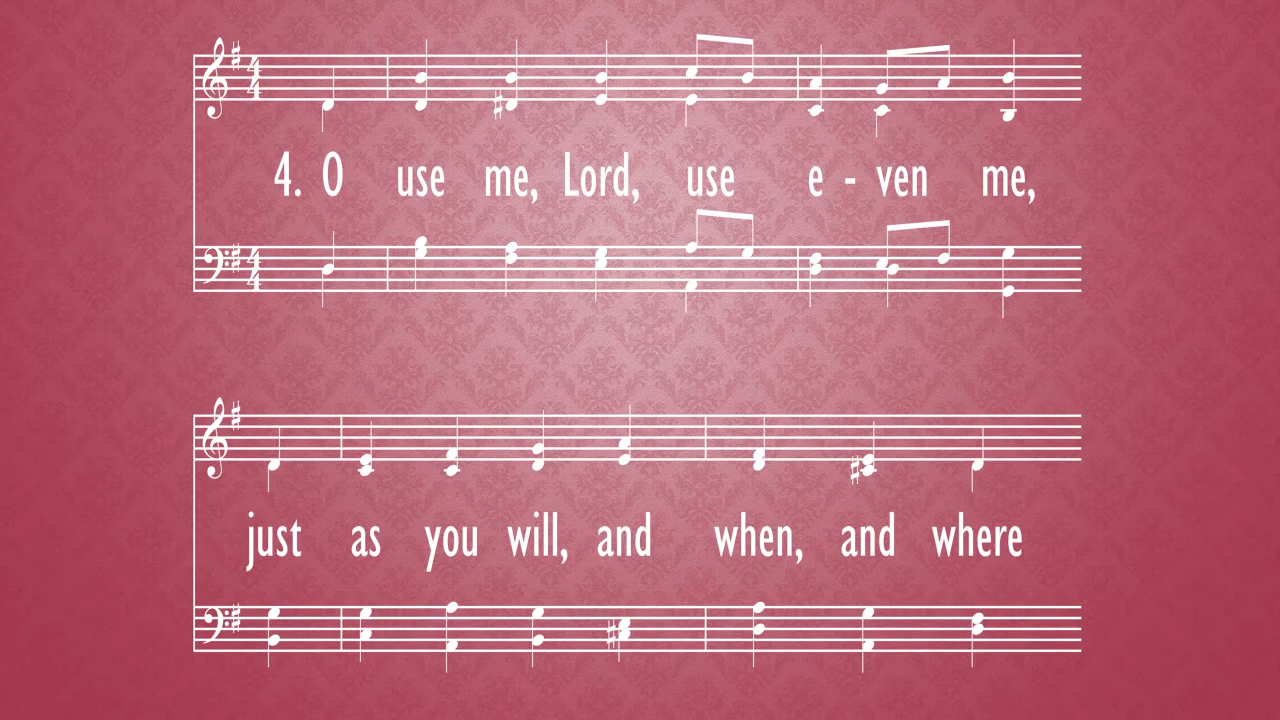 4. O use me, Lord, use e - ven me,
just as you will, and when, and where